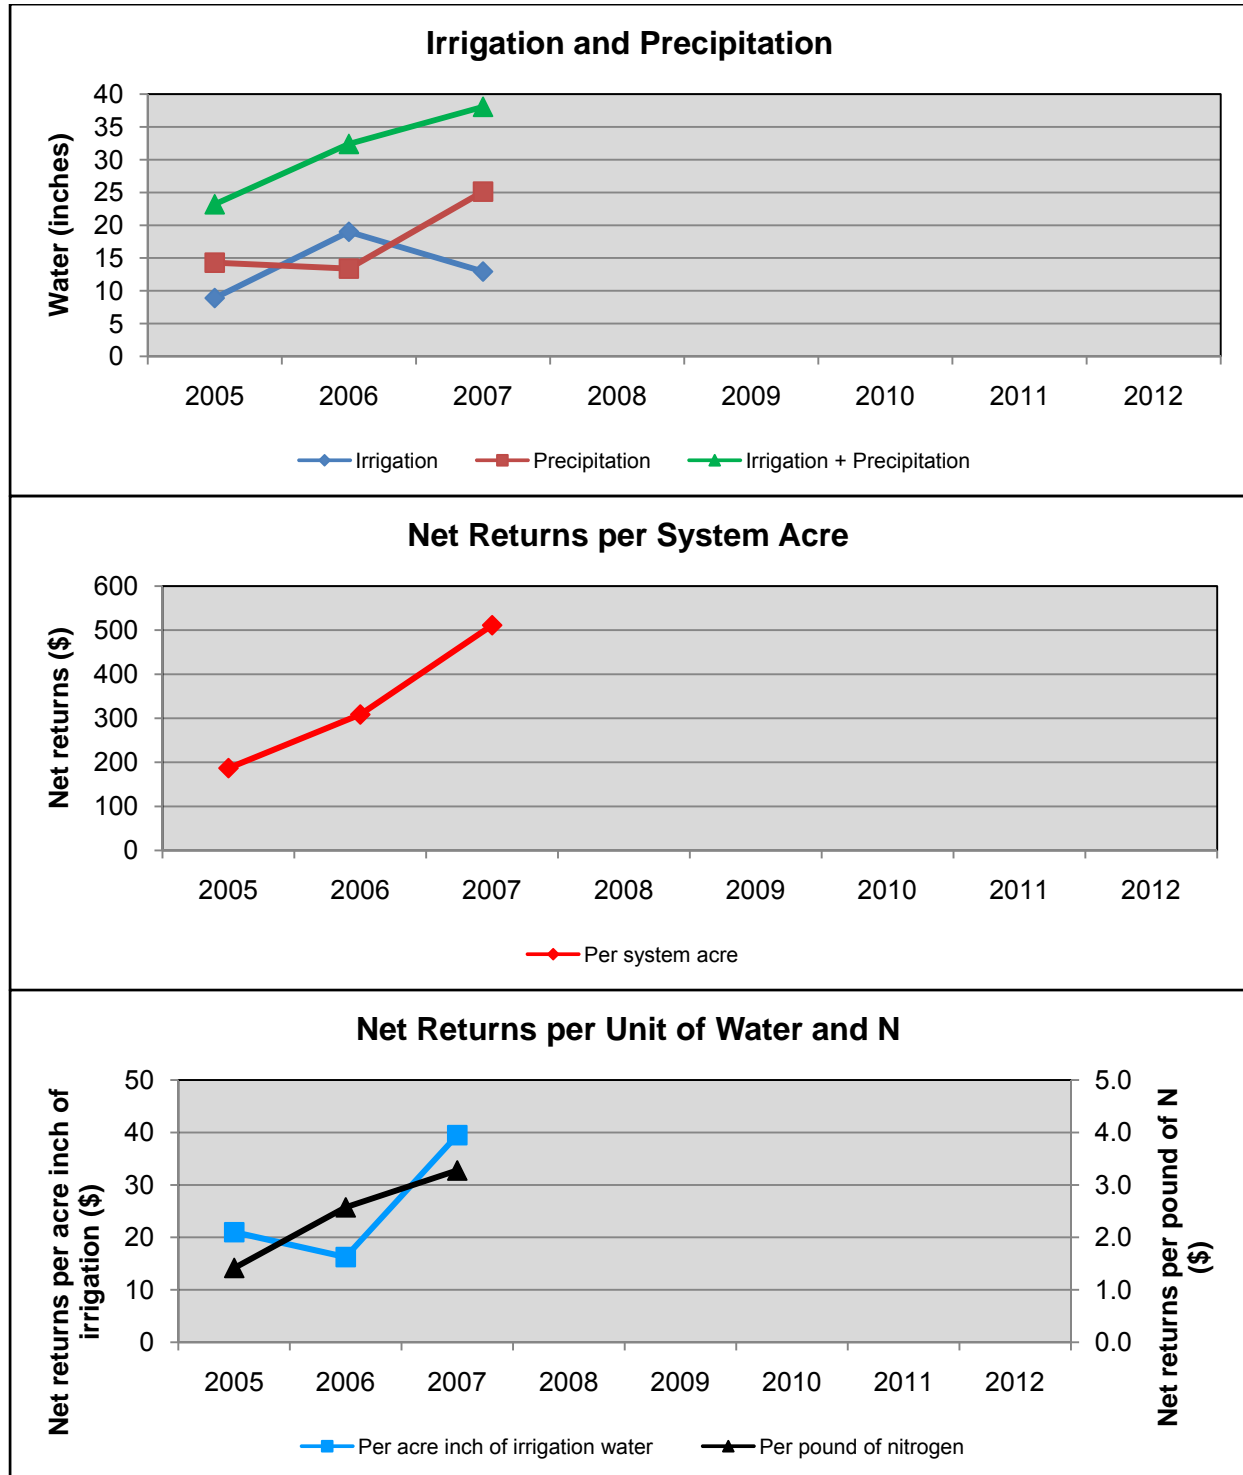 Irrigation and Precipitation
Water (inches)
40
35
30
25
20
15
10
5
0
2005 2006 2007 2008 2009 2010 2011 2012
Irrigation Precipitation Irrigation + Precipitation
Net Returns per System Acre
Net returns ($)
600
500
400
300
200
100
0
2005 2006 2007 2008 2009 2010 2011 2012
Per system acre
Net Returns per Unit of Water and N
Net returns per acre inch of
irrigation ($)
50 5.0
40 4.0
30 3.0
20 2.0
10 1.0
0 0.0
Net returns per pound of N
($)
2005 2006 2007 2008 2009 2010 2011 2012
Per acre inch of irrigation water Per pound of nitrogen